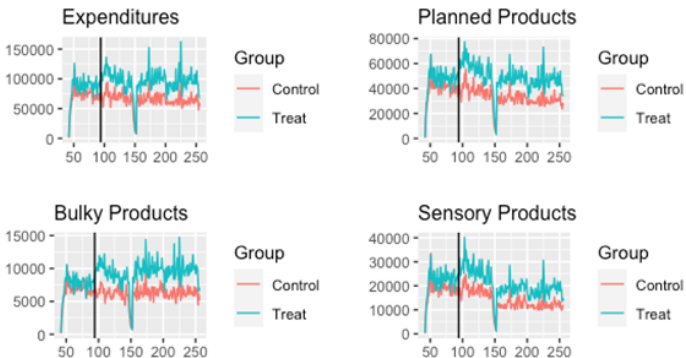 Expenditures
150000
100000
50000
0
50 100 150 200 250
Group
Control
Treat
Planned Products
80000
60000
40000
20000
0
50 100 150 200 250
Group
Control
Treat
Bulky Products
15000
10000
5000
0
50 100 150 200 250
Group
Control
Treat
Sensory Products
40000
30000
20000
10000
0
50 100 150 200 250
Group
Control
Treat